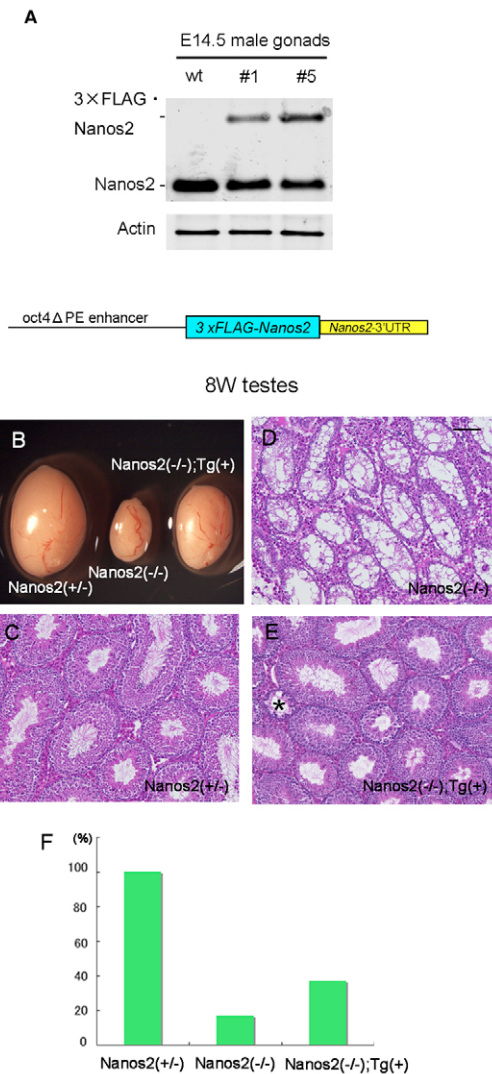 A
E14.5 male gonads
wt #1 #5
3×FLAG ·
Nanos2
Nanos2 -
Actin
oct4 Δ PE enhancer
3 xFLAG-Nanos2
Nanos2-3'UTR
8W testes
B
Nanos2(-/-);Tg(+)
Nanos2(-/-)
Nanos2(+/-)
D
Nanos2(-/-)
C
Nanos2(+/-)
E
*
Nanos2(-/-);Tg(+)
F
(%)
100
80
60
40
20
0
Nanos2(+/-) Nanos2(-/-) Nanos2(-/-);Tg(+)